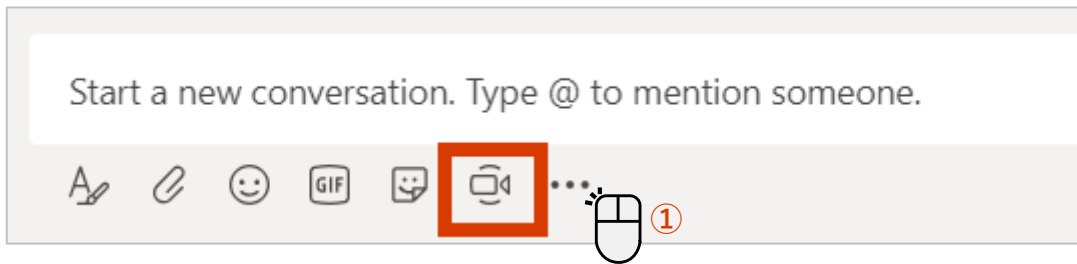 Start a new conversation. Type @ to mention someone.
GIF
①